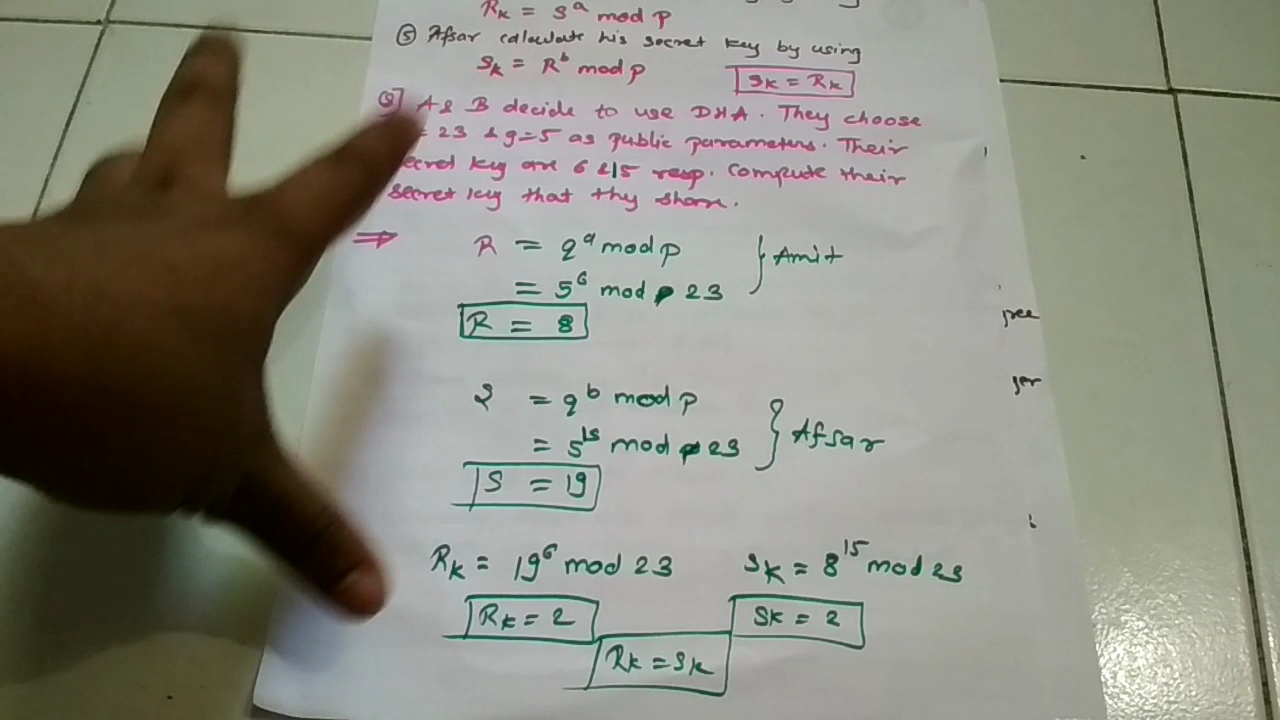 Rk = S^a mod p
⑤ Afsar calculate his secret key by using
Sk = R^b mod p
Sk = Rk
Q] A & B decide to use DHA. They choose
= 23 & g=5 as public parameters. Their
secret key are 6 & 15 resp. Compute their
secret key that thy share.
⇒ R = g^a mod p } Amit
= 5^6 mod p 23
R = 8
S = g^b mod p
= 5^15 mod p 23 } Afsar
S = 19
Rk = 19^6 mod 23 Sk = 8^15 mod 23
Rk = 2 Sk = 2
Rk = Sk